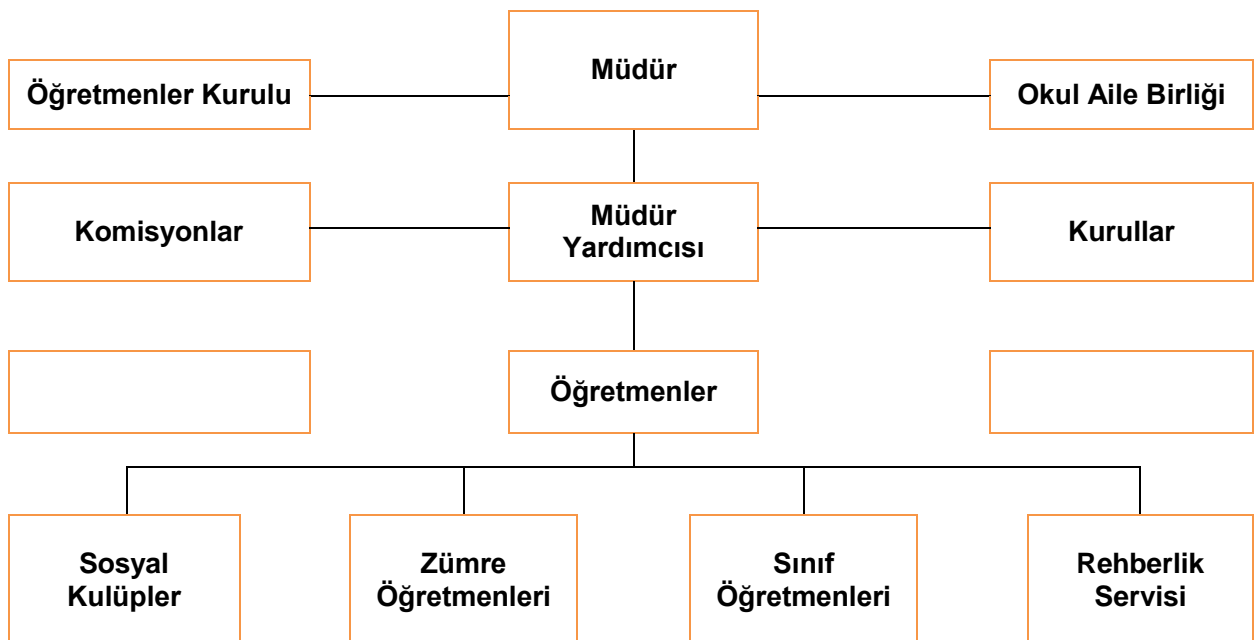 Müdür
Öğretmenler Kurulu
Okul Aile Birliği
Komisyonlar
Müdür
Yardımcısı
Kurullar
Öğretmenler
Sosyal
Kulüpler
Zümre
Öğretmenleri
Sınıf
Öğretmenleri
Rehberlik
Servisi